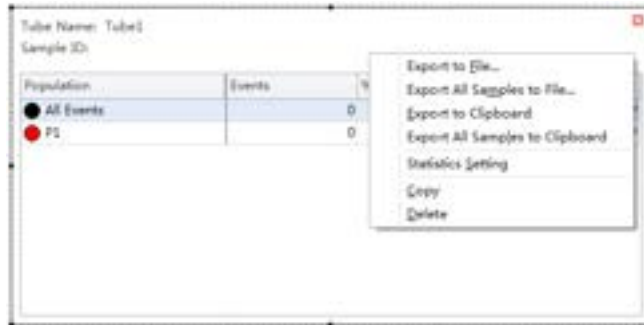 Tube Name: Tube1
Sample ID:
Population Events %
All Events 0
P1 0
Export to File...
Export All Samples to File...
Export to Clipboard
Export All Samples to Clipboard
Statistics Setting
Copy
Delete